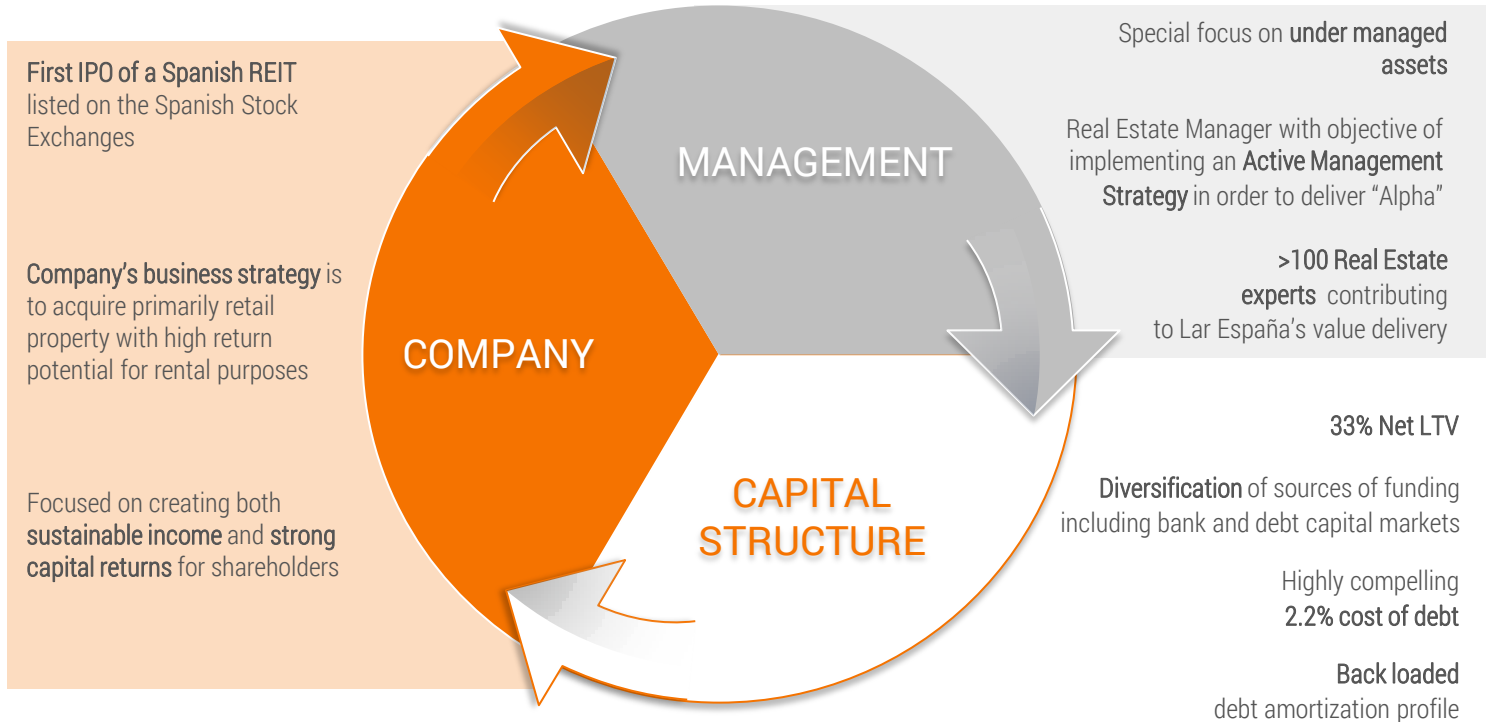 First IPO of a Spanish REIT
listed on the Spanish Stock
Exchanges
Company's business strategy is
to acquire primarily retail
property with high return
potential for rental purposes
Focused on creating both
sustainable income and strong
capital returns for shareholders
COMPANY
MANAGEMENT
CAPITAL
STRUCTURE
Special focus on under managed
assets
Real Estate Manager with objective of
implementing an Active Management
Strategy in order to deliver “Alpha”
>100 Real Estate
experts contributing
to Lar España's value delivery
33% Net LTV
Diversification of sources of funding
including bank and debt capital markets
Highly compelling
2.2% cost of debt
Back loaded
debt amortization profile